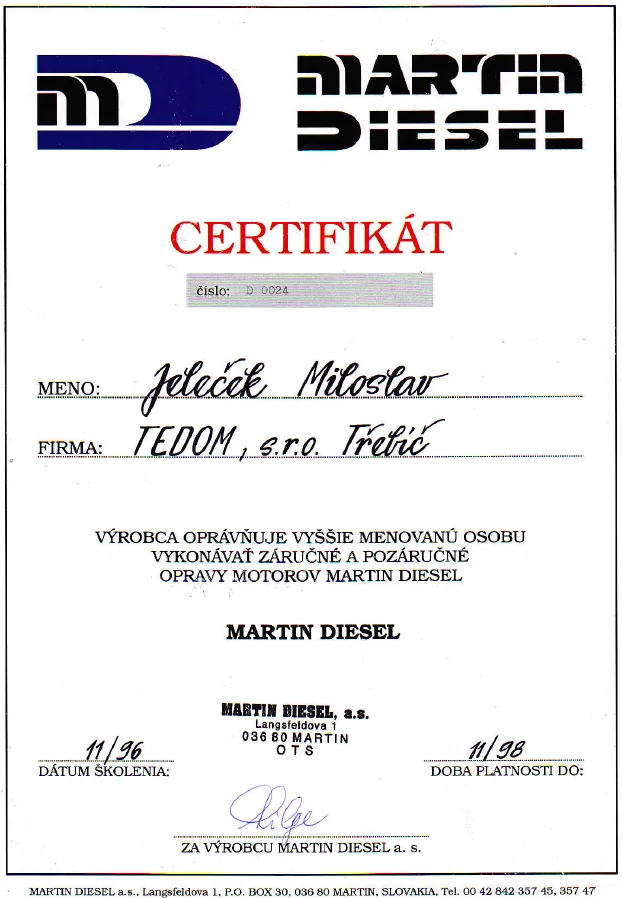 MARTIN
DIESEL
CERTIFIKÁT
číslo: D 0024
MENO: Jeleček Miloslav
FIRMA: TEDOM, s.r.o. Třebíč
VÝROBCA OPRÁVŇUJE VYŠŠIE MENOVANÚ OSOBU
VYKONÁVAŤ ZÁRUČNÉ A POZÁRUČNÉ
OPRAVY MOTOROV MARTIN DIESEL
MARTIN DIESEL
MARTIN DIESEL, a.s.
Langsfeldova 1
036 80 MARTIN
O T S
11/96
DÁTUM ŠKOLENIA:
11/98
DOBA PLATNOSTI DO:
ZA VÝROBCU MARTIN DIESEL a. s.
MARTIN DIESEL a.s., Langsfeldova 1, P.O. BOX 30, 036 80 MARTIN, SLOVAKIA, Tel. 00 42 842 357 45, 357 47